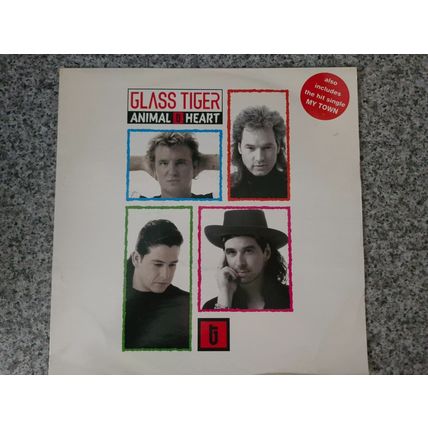 GLASS TIGER
ANIMAL HEART
also
includes
the hit single
MY TOWN